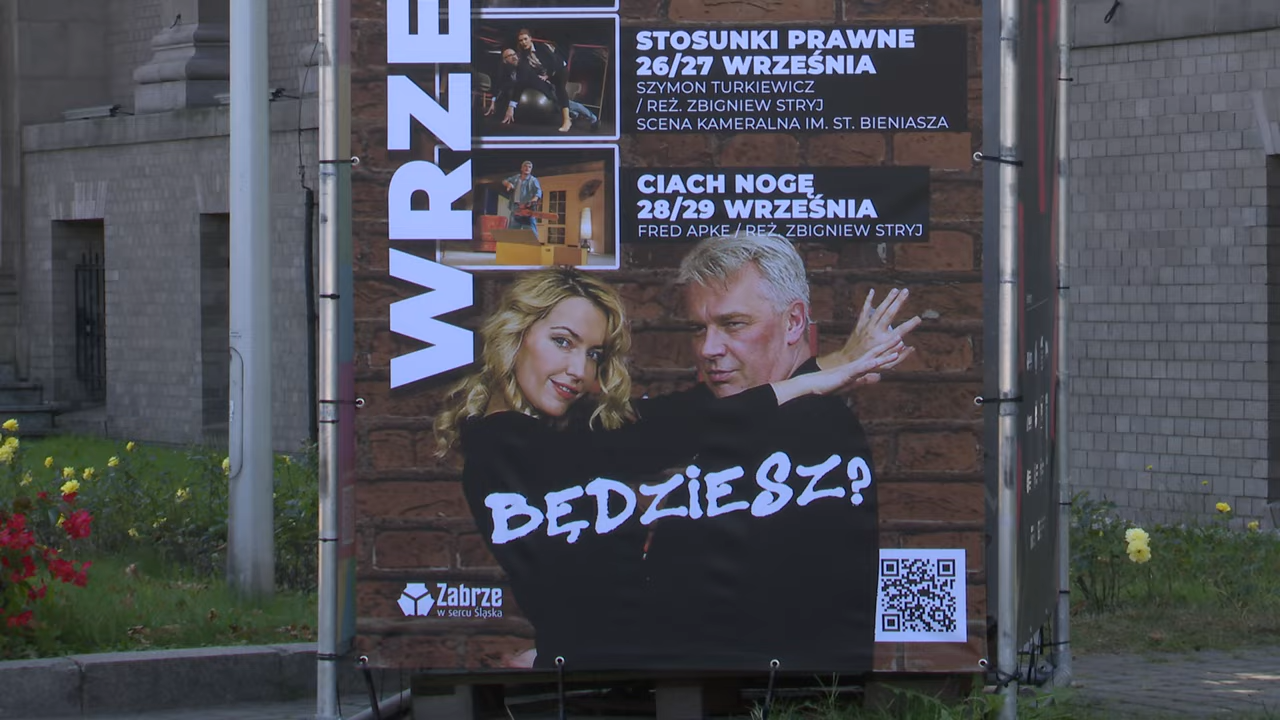 WRZE
STOSUNKI PRAWNE
26/27 WRZEŚNIA
SZYMON TURKIEWICZ
/ REŻ. ZBIGNIEW STRYJ
SCENA KAMERALNA IM. ST. BIENIASZA
CIACH NOGĘ
28/29 WRZEŚNIA
FRED APKE / REŻ. ZBIGNIEW STRYJ
BĘDZIESZ?
Zabrze
w sercu Śląska